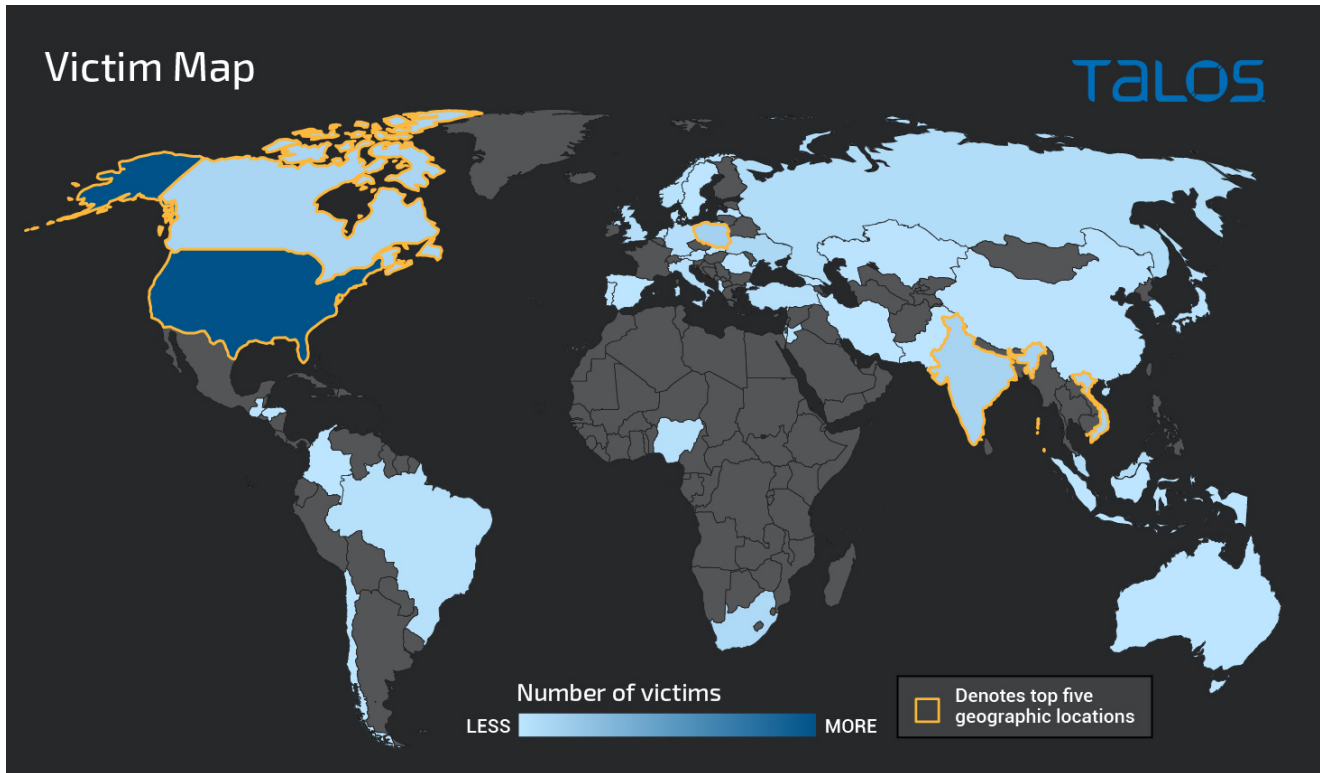 Victim Map
TALOS
Number of victims
LESS
MORE
Denotes top five
geographic locations